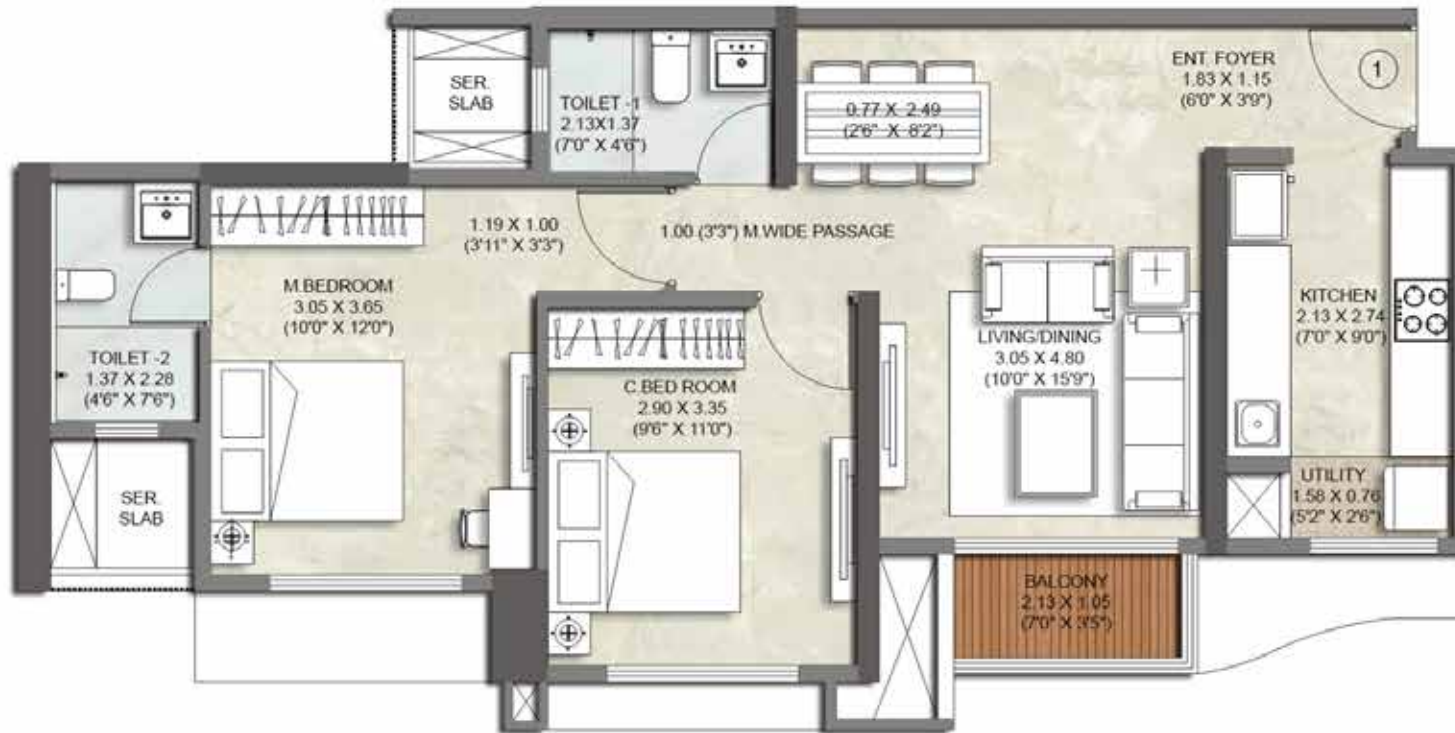 SER.
SLAB
TOILET -1
2.13X1.37
(7'0" X 4'6")
0.77 X 2.49
(2'6" X 8'2")
ENT. FOYER
1.83 X 1.15
(6'0" X 3'9")
1
1.19 X 1.00
(3'11" X 3'3")
1.00 (3'3") M.WIDE PASSAGE
M.BEDROOM
3.05 X 3.65
(10'0" X 12'0")
TOILET -2
1.37 X 2.28
(4'6" X 7'6")
C.BED ROOM
2.90 X 3.35
(9'6" X 11'0")
LIVING/DINING
3.05 X 4.80
(10'0" X 15'9")
KITCHEN
2.13 X 2.74
(7'0" X 9'0")
SER.
SLAB
UTILITY
1.58 X 0.76
(5'2" X 2'6")
BALCONY
2.13 X 1.05
(7'0" X 3'5")